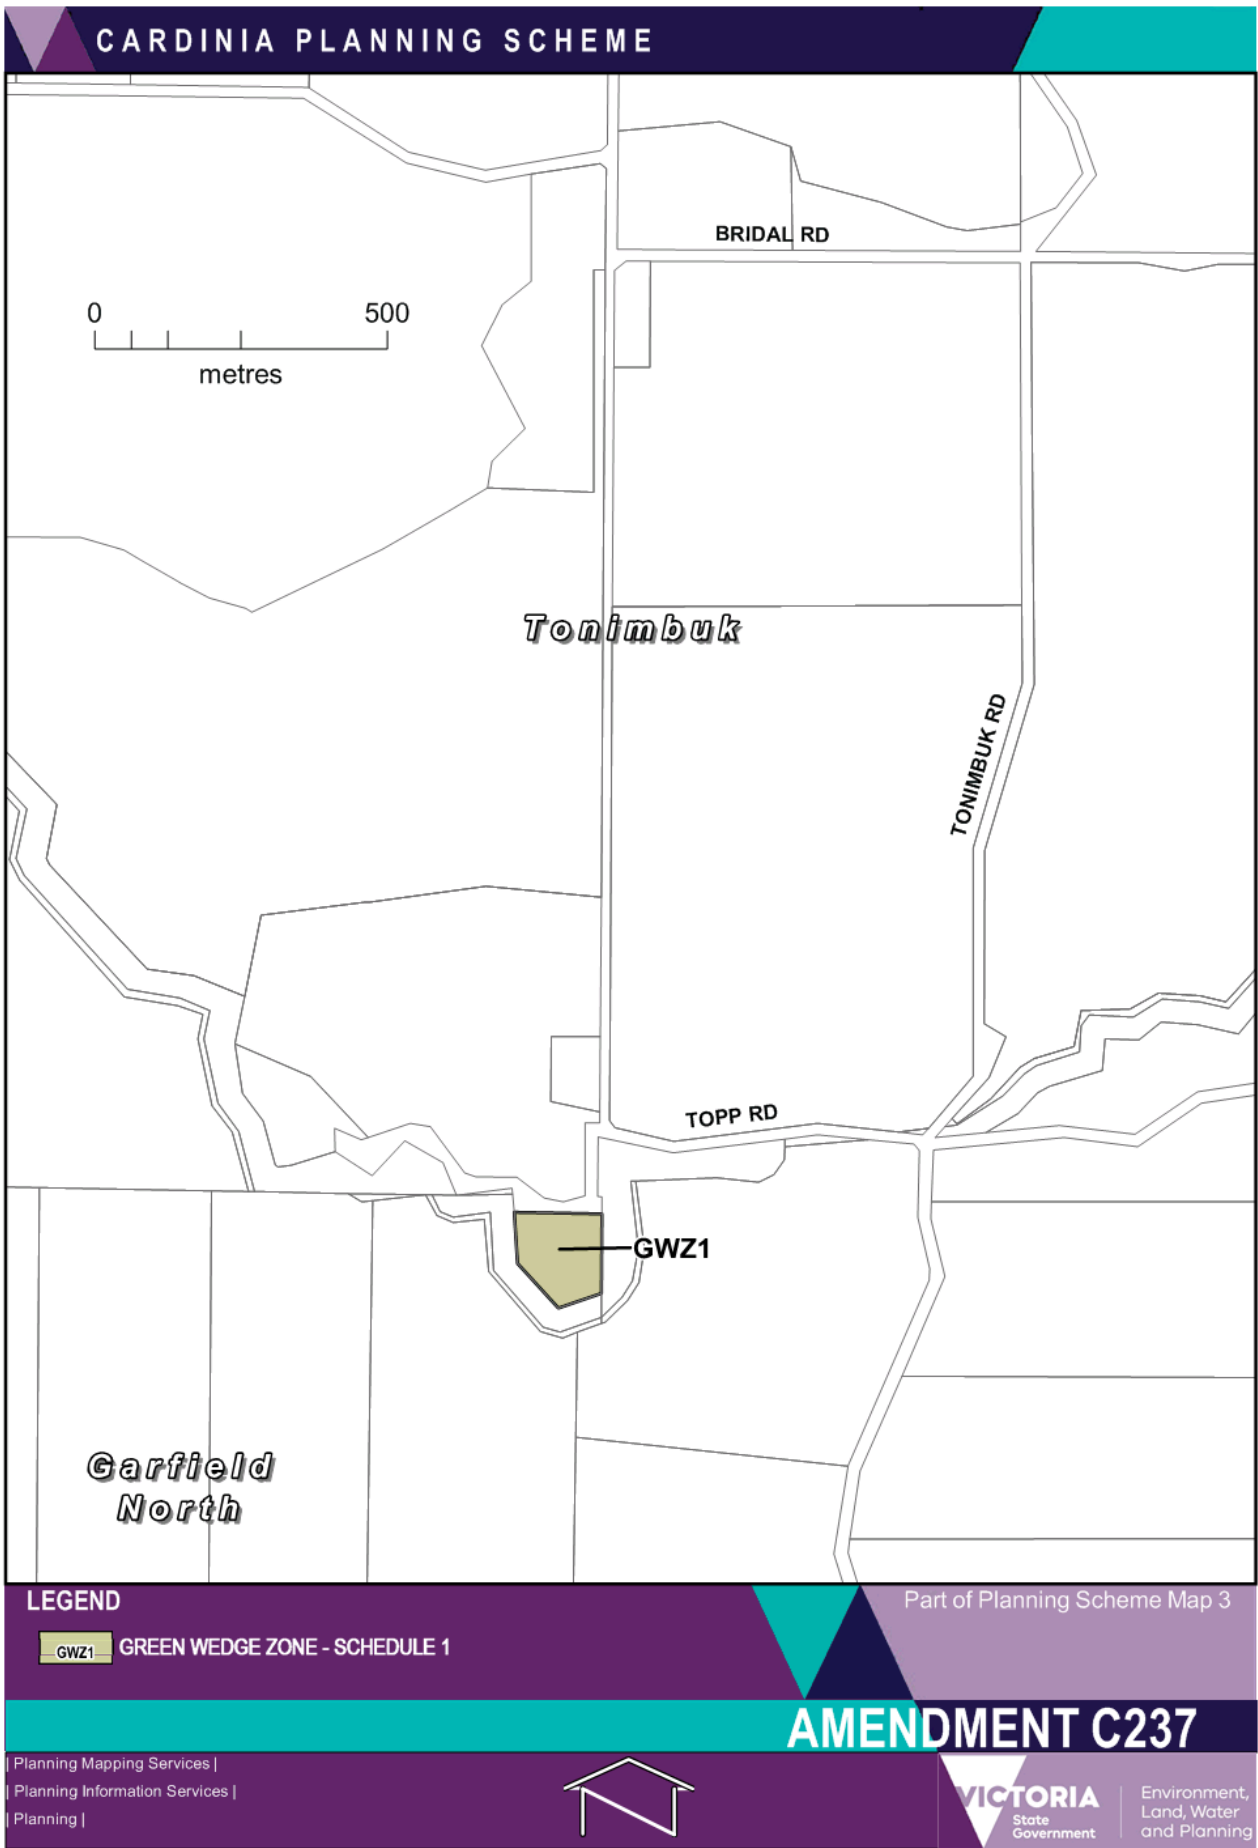 CARDINIA PLANNING SCHEME
BRIDAL RD
0 500
metres
Tonimbuk
TONIMBUK RD
TOPP RD
GWZ1
Garfield
North
LEGEND
Part of Planning Scheme Map 3
GWZ1 GREEN WEDGE ZONE - SCHEDULE 1
AMENDMENT C237
| Planning Mapping Services |
| Planning Information Services |
| Planning |
N
VICTORIA
State
Government
Environment,
Land, Water
and Planning